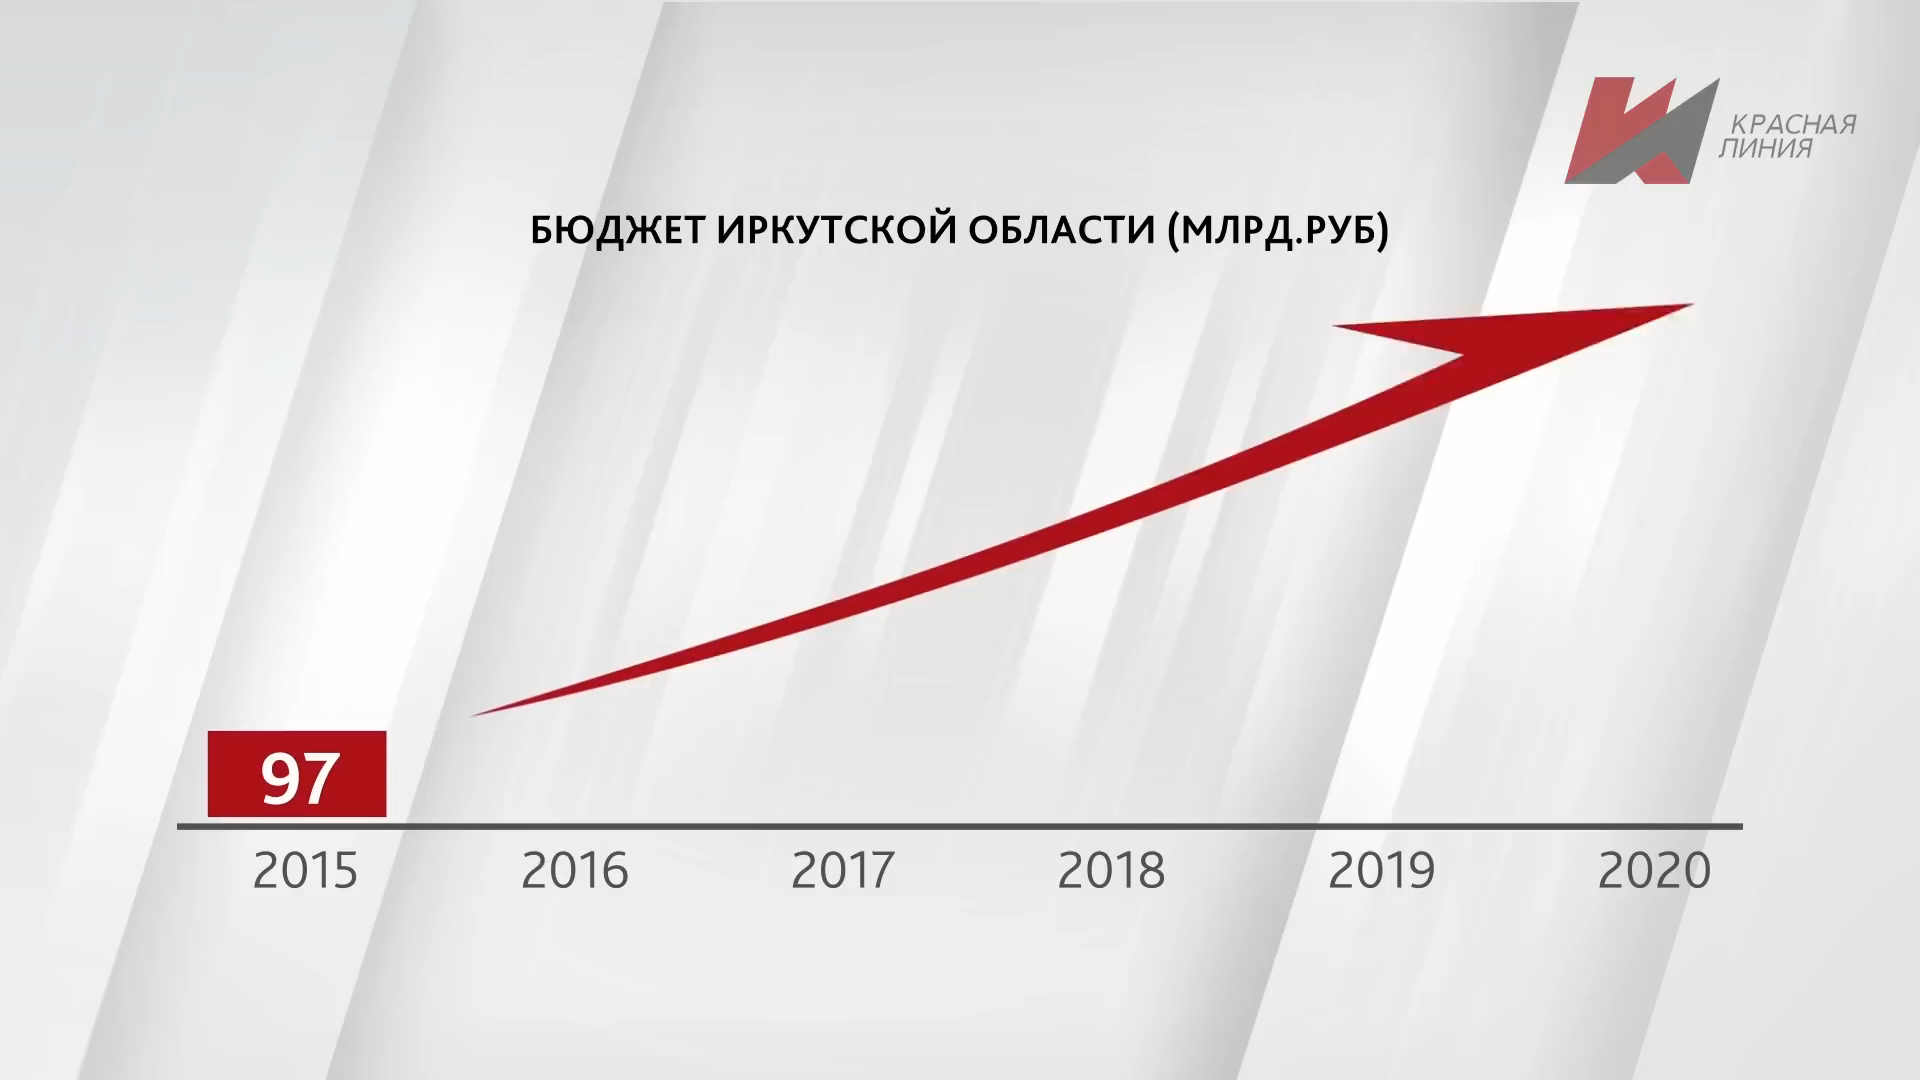 КРАСНАЯ
ЛИНИЯ
БЮДЖЕТ ИРКУТСКОЙ ОБЛАСТИ (МЛРД.РУБ)
97
2015 2016 2017 2018 2019 2020